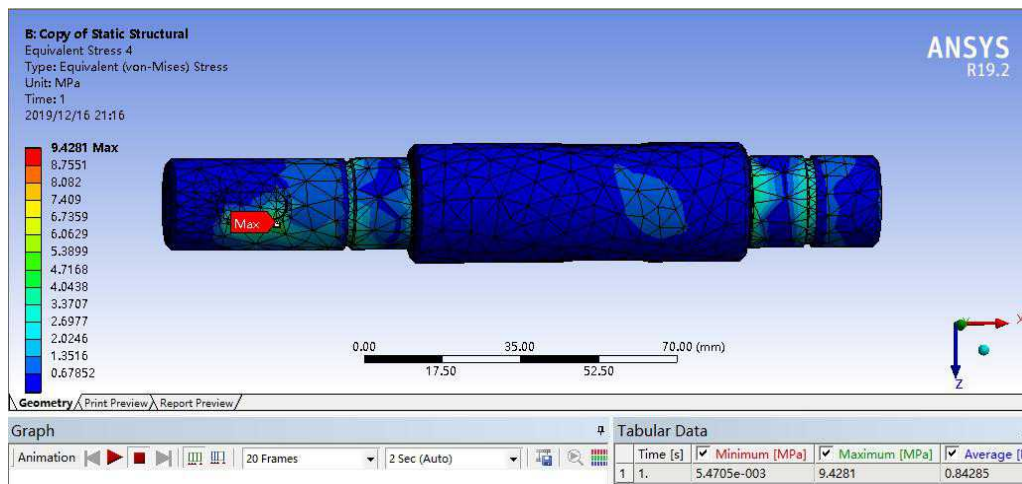 B: Copy of Static Structural
Equivalent Stress 4
Type: Equivalent (von-Mises) Stress
Unit: MPa
Time: 1
2019/12/16 21:16
ANSYS
R19.2
9.4281 Max
8.7551
8.082
7.409
6.7359
6.0629
5.3899
4.7168
4.0438
3.3707
2.6977
2.0246
1.3516
0.67852
Max
0.00 35.00 70.00 (mm)
17.50 52.50
X
Z
Geometry Print Preview Report Preview
Graph
Animation 20 Frames 2 Sec (Auto)
Tabular Data
Time [s] Minimum [MPa] Maximum [MPa] Average [
1 1. 5.4705e-003 9.4281 0.84285